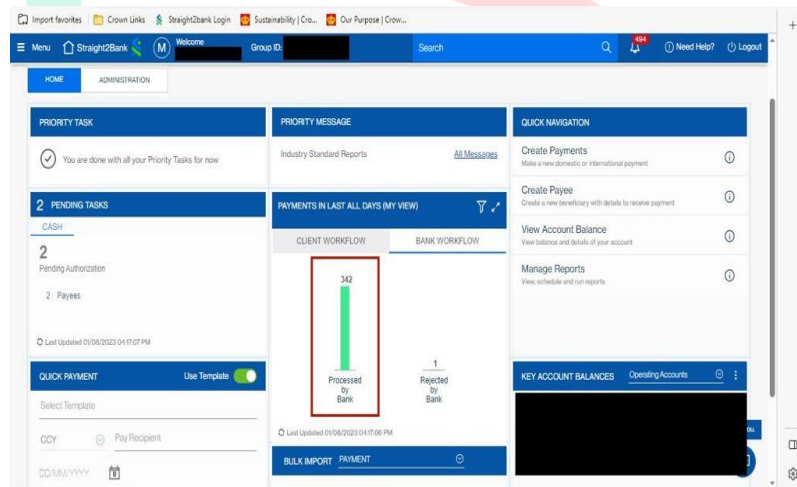 Import favorites Crown Links Straight2bank Login Sustainability | Cro... Our Purpose | Crow...
Menu Straight2Bank M Welcome Group ID: Search 494 Need Help? Logout
HOME ADMINISTRATION
PRIORITY TASK
You are done with all your Priority Tasks for now
2 PENDING TASKS
CASH
2
Pending Authorization
2 Payees
Last Updated 01/08/2023 04:17:07 PM
QUICK PAYMENT Use Template
Select Template
CCY Pay Recipient
DD/MM/YYYY
PRIORITY MESSAGE
Industry Standard Reports All Messages
PAYMENTS IN LAST ALL DAYS (MY VIEW)
CLIENT WORKFLOW BANK WORKFLOW
342
Processed
by
Bank
1
Rejected
by
Bank
Last Updated 01/08/2023 04:17:06 PM
BULK IMPORT PAYMENT
QUICK NAVIGATION
Create Payments
Make a new domestic or international payment
Create Payee
Create a new beneficiary with details to receive payment
View Account Balance
View balance and details of your account
Manage Reports
View, schedule and run reports
KEY ACCOUNT BALANCES Operating Accounts